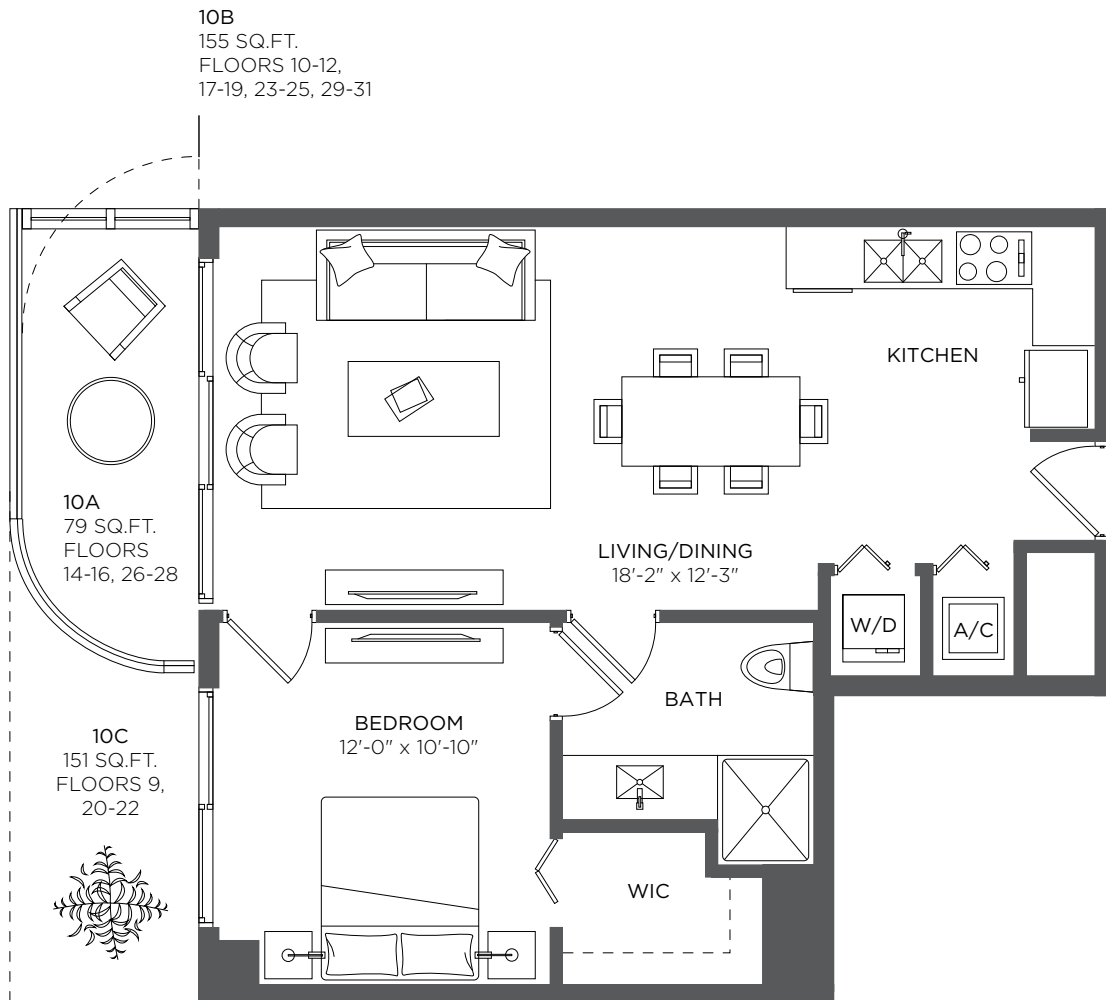 10B
155 SQ.FT.
FLOORS 10-12,
17-19, 23-25, 29-31
KITCHEN
10A
79 SQ.FT.
FLOORS
14-16, 26-28
LIVING/DINING
18'-2" x 12'-3"
W/D
A/C
BATH
BEDROOM
12'-0" x 10'-10"
10C
151 SQ.FT.
FLOORS 9,
20-22
WIC